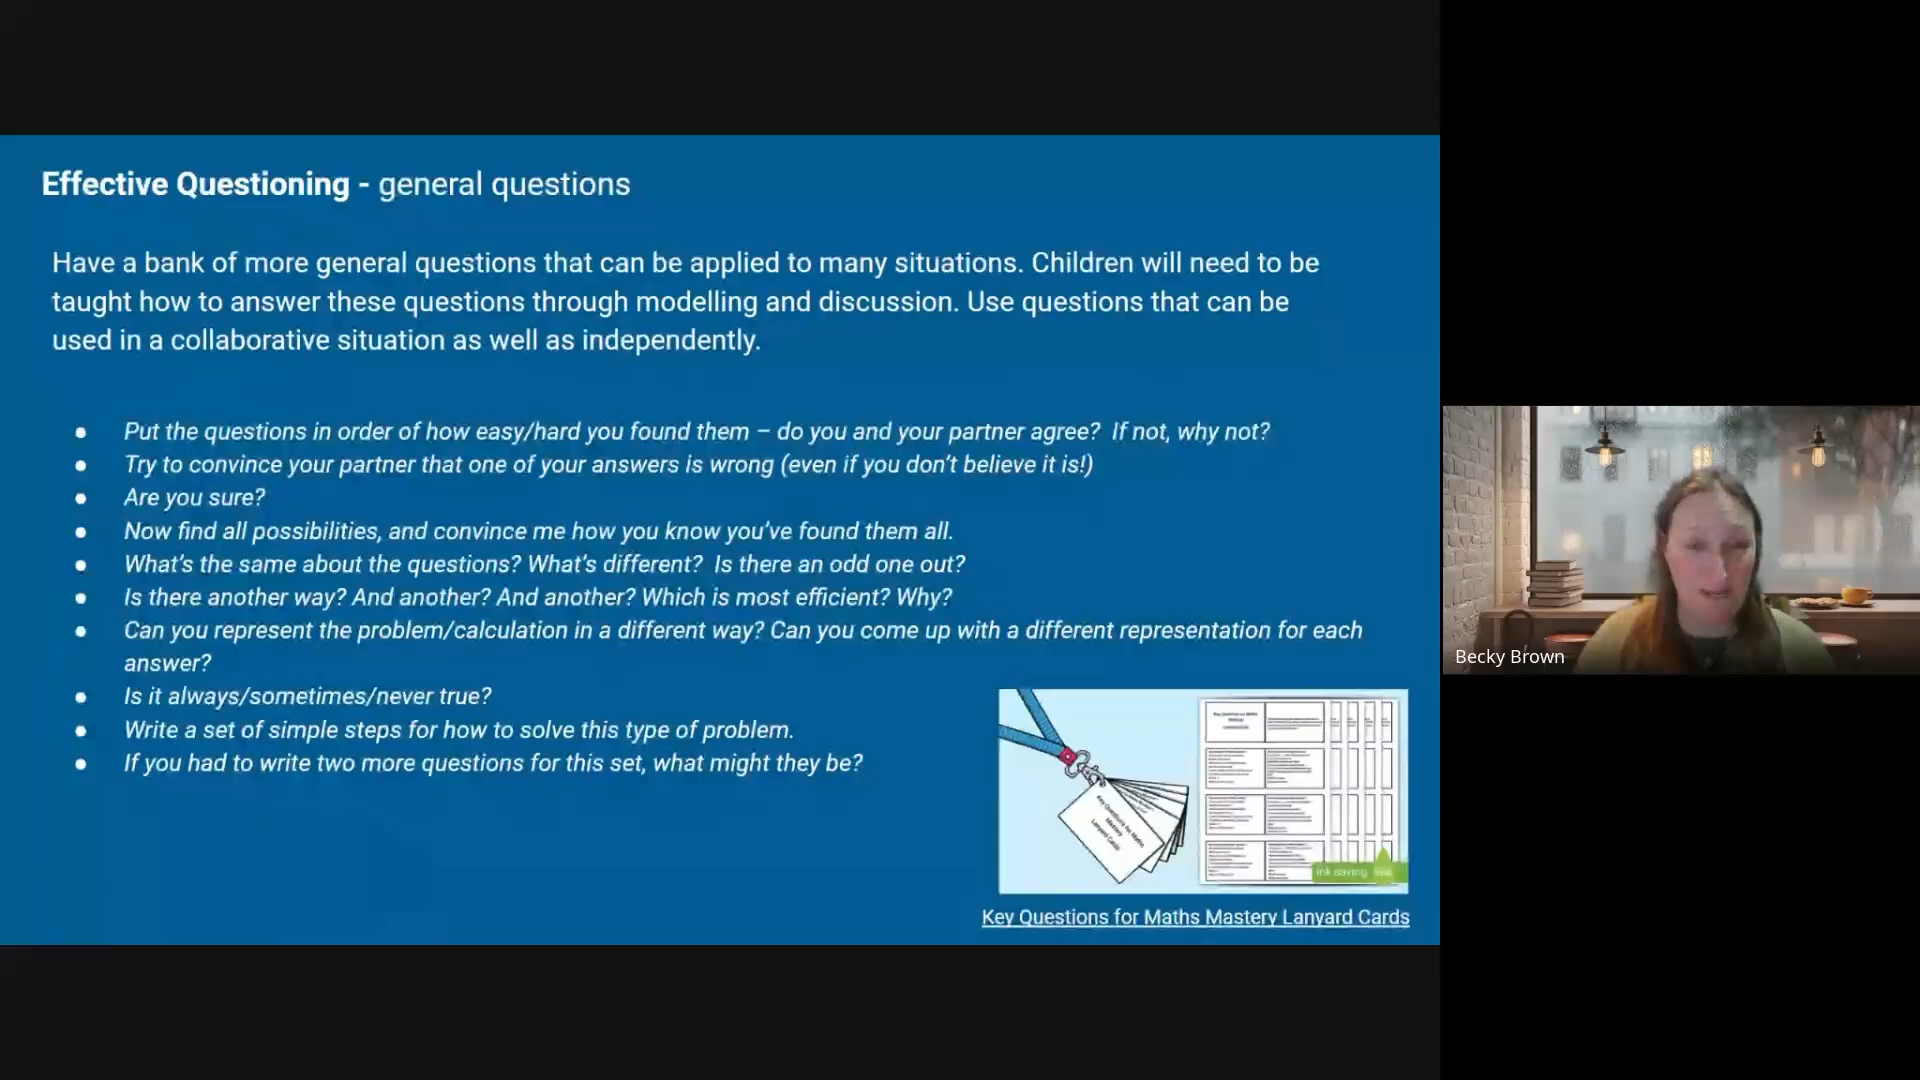 Effective Questioning - general questions
Have a bank of more general questions that can be applied to many situations. Children will need to be
taught how to answer these questions through modelling and discussion. Use questions that can be
used in a collaborative situation as well as independently.
● Put the questions in order of how easy/hard you found them – do you and your partner agree? If not, why not?
● Try to convince your partner that one of your answers is wrong (even if you don’t believe it is!)
● Are you sure?
● Now find all possibilities, and convince me how you know you’ve found them all.
● What’s the same about the questions? What’s different? Is there an odd one out?
● Is there another way? And another? And another? Which is most efficient? Why?
● Can you represent the problem/calculation in a different way? Can you come up with a different representation for each
answer?
● Is it always/sometimes/never true?
● Write a set of simple steps for how to solve this type of problem.
● If you had to write two more questions for this set, what might they be?
Key Questions for Maths
Mastery
Lanyard Cards
ink saving
Key Questions for Maths Mastery Lanyard Cards
Becky Brown